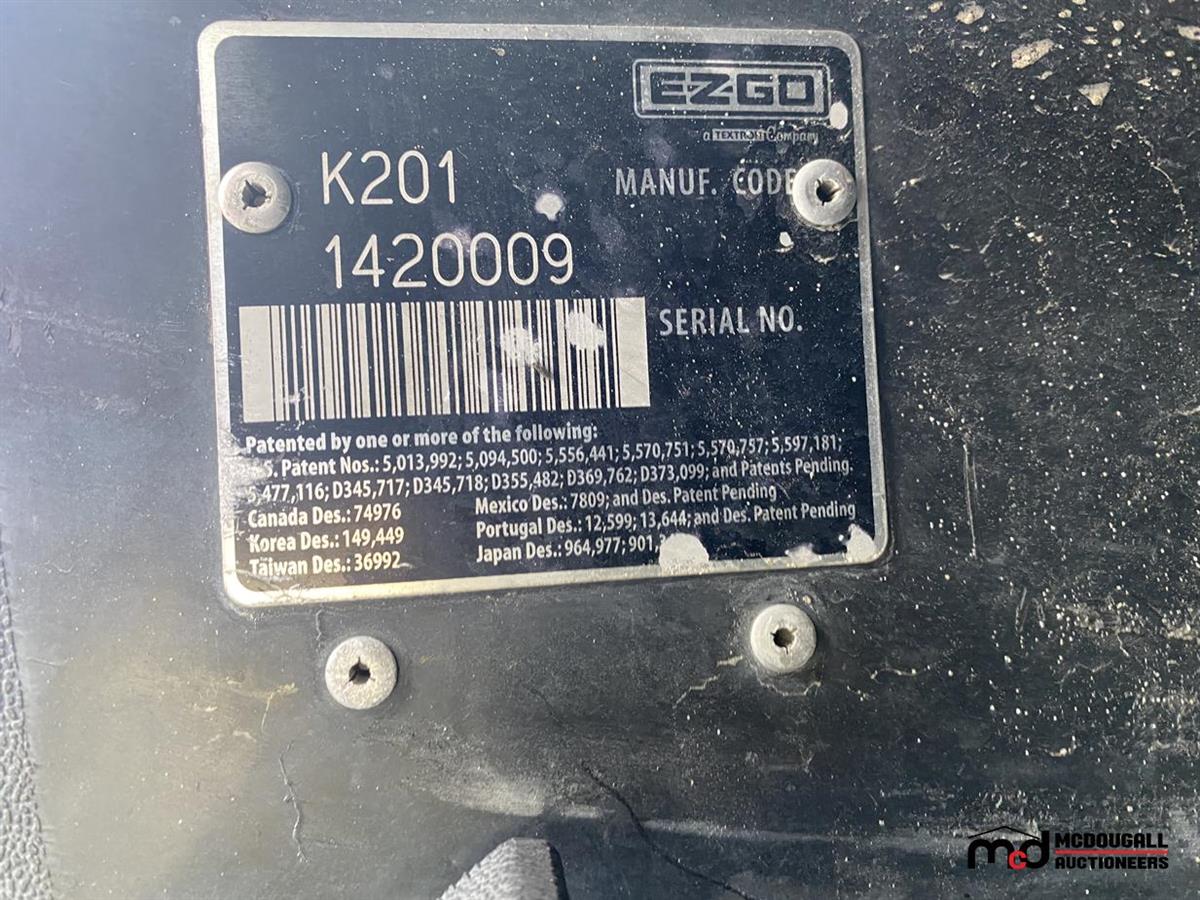 E-Z-GO
a TEXTRON Company
K201 MANUF. CODE
1420009
SERIAL NO.
Patented by one or more of the following:
S. Patent Nos.: 5,013,992; 5,094,500; 5,556,441; 5,570,751; 5,570,757; 5,597,181;
5,477,116; D345,717; D345,718; D355,482; D369,762; D373,099; and Patents Pending.
Canada Des.: 74976 Mexico Des.: 7809; and Des. Patent Pending
Korea Des.: 149,449 Portugal Des.: 12,599; 13,644; and Des. Patent Pending
Taiwan Des.: 36992 Japan Des.: 964,977; 901,
mcd MCDOUGALL
AUCTIONEERS